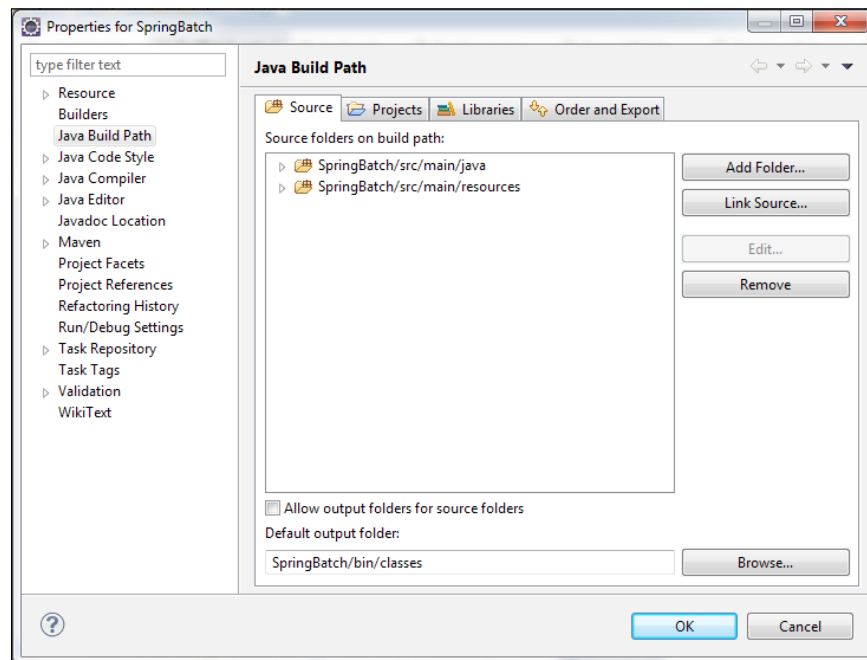 Properties for SpringBatch
type filter text
Resource
Builders
Java Build Path
Java Code Style
Java Compiler
Java Editor
Javadoc Location
Maven
Project Facets
Project References
Refactoring History
Run/Debug Settings
Task Repository
Task Tags
Validation
WikiText
Java Build Path
Source Projects Libraries Order and Export
Source folders on build path:
SpringBatch/src/main/java
SpringBatch/src/main/resources
Add Folder...
Link Source...
Edit...
Remove
Allow output folders for source folders
Default output folder:
SpringBatch/bin/classes
Browse...
?
OK
Cancel